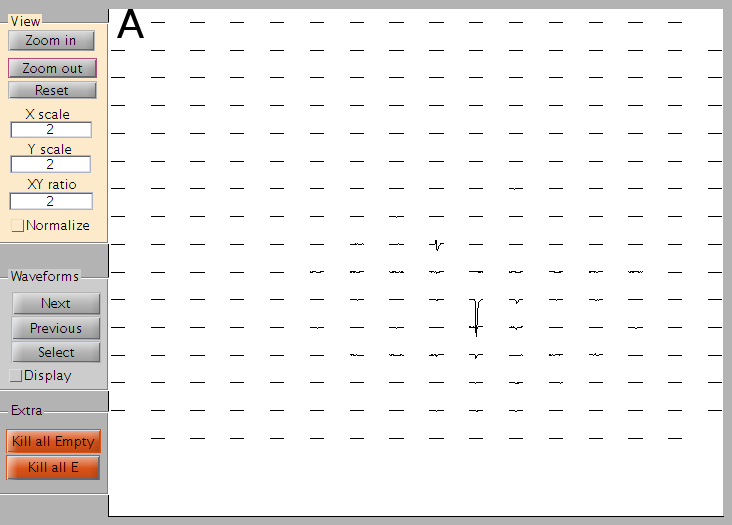 A
View
Zoom in
Zoom out
Reset
X scale
2
Y scale
2
XY ratio
2
Normalize
Waveforms
Next
Previous
Select
Display
Extra
Kill all Empty
Kill all E